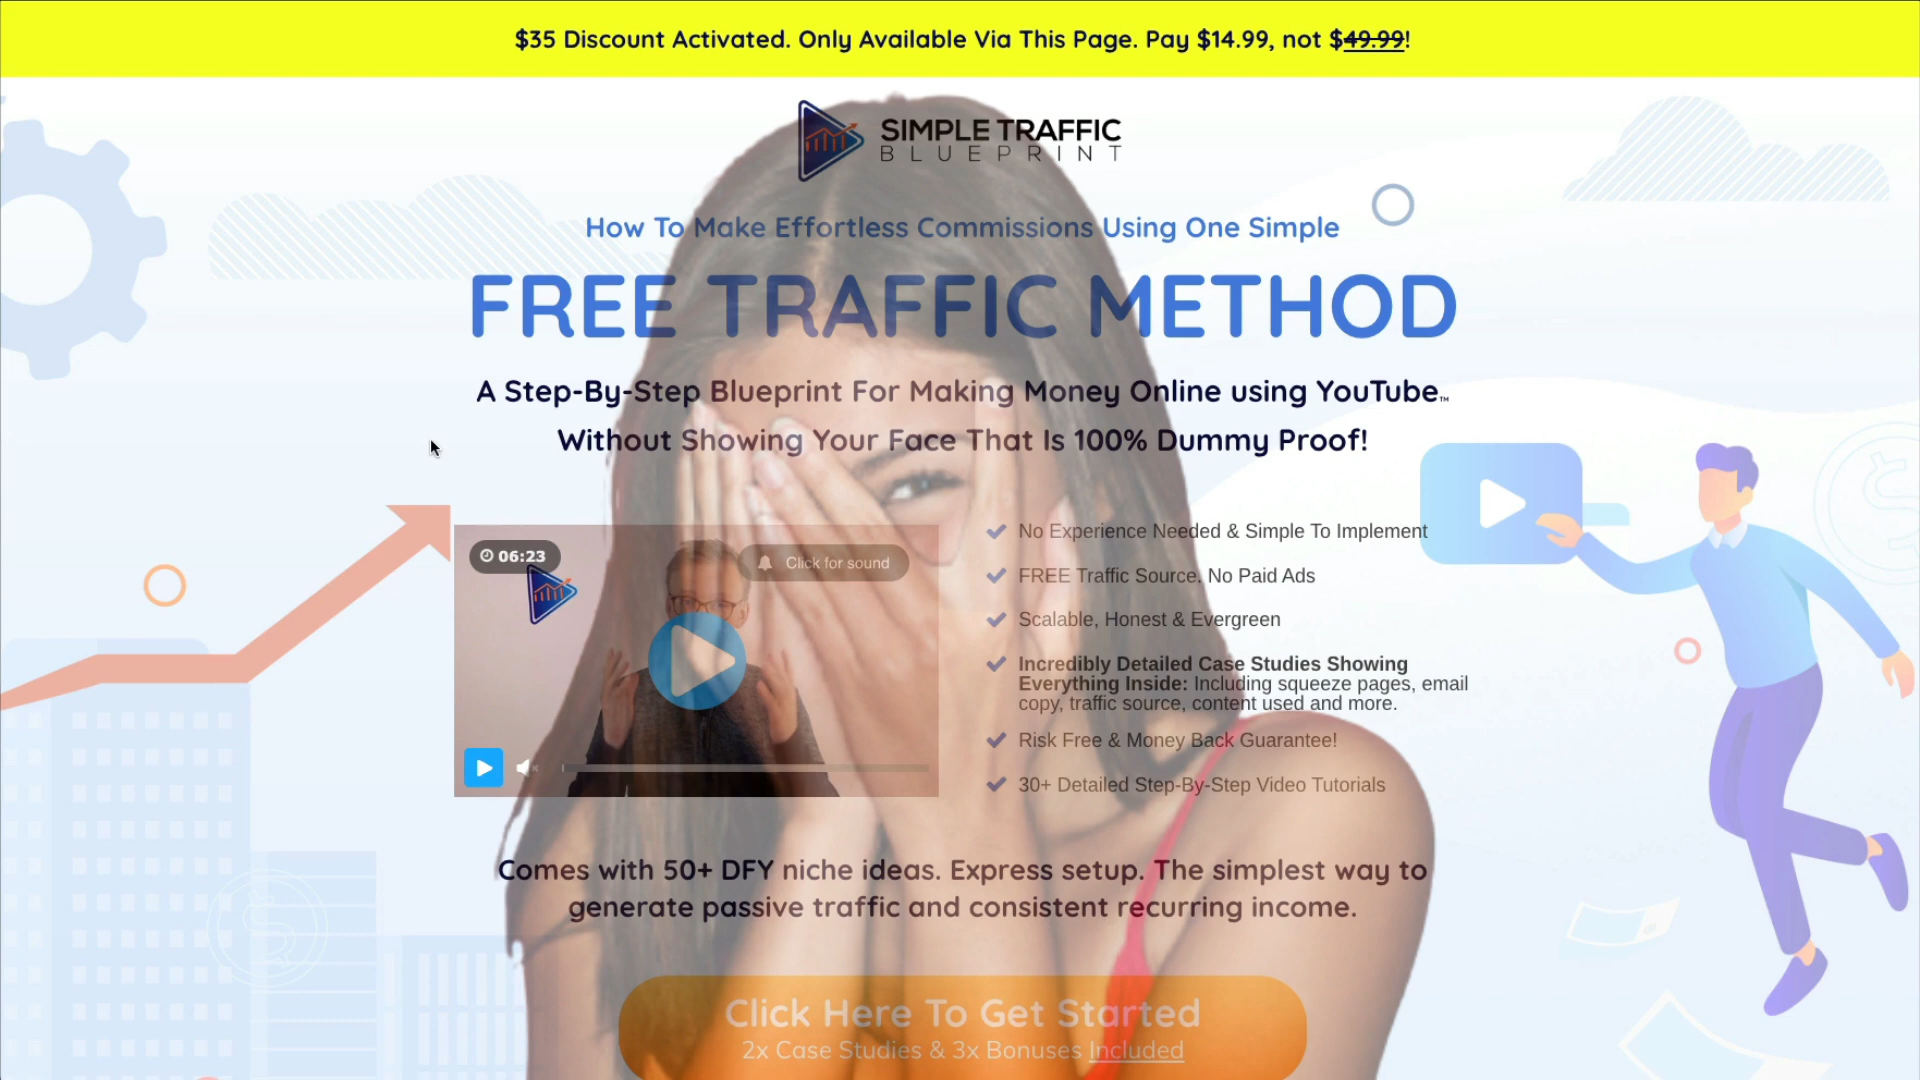 $35 Discount Activated. Only Available Via This Page. Pay $14.99, not $49.99!
SIMPLE TRAFFIC
BLUEPRINT
How To Make Effortless Commissions Using One Simple
FREE TRAFFIC METHOD
A Step-By-Step Blueprint For Making Money Online using YouTube™
Without Showing Your Face That Is 100% Dummy Proof!
06:23
Click for sound
No Experience Needed & Simple To Implement
FREE Traffic Source. No Paid Ads
Scalable, Honest & Evergreen
Incredibly Detailed Case Studies Showing
Everything Inside: Including squeeze pages, email
copy, traffic source, content used and more.
Risk Free & Money Back Guarantee!
30+ Detailed Step-By-Step Video Tutorials
Comes with 50+ DFY niche ideas. Express setup. The simplest way to
generate passive traffic and consistent recurring income.
Click Here To Get Started
2x Case Studies & 3x Bonuses Included